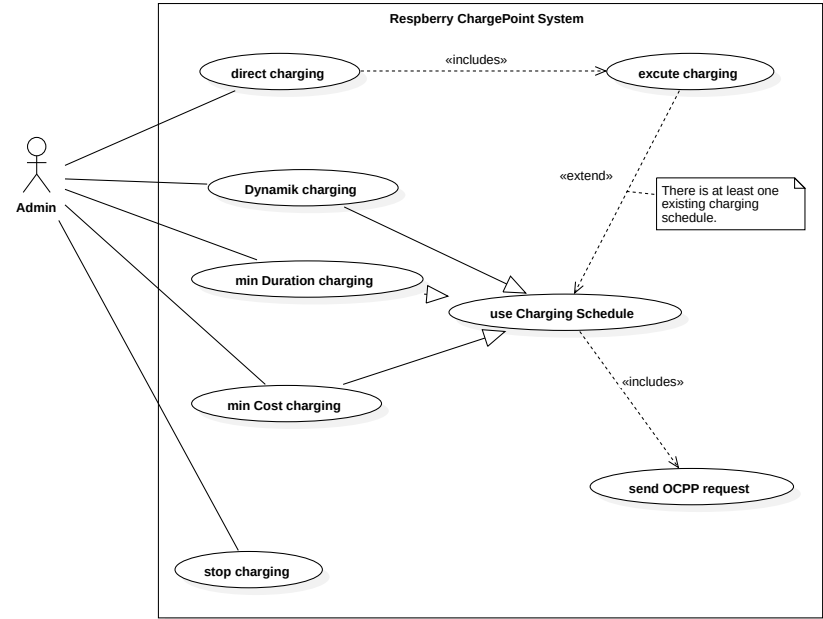 Respberry ChargePoint System
direct charging
«includes»
excute charging
Admin
Dynamik charging
«extend»
There is at least one
existing charging
schedule.
min Duration charging
use Charging Schedule
min Cost charging
«includes»
send OCPP request
stop charging